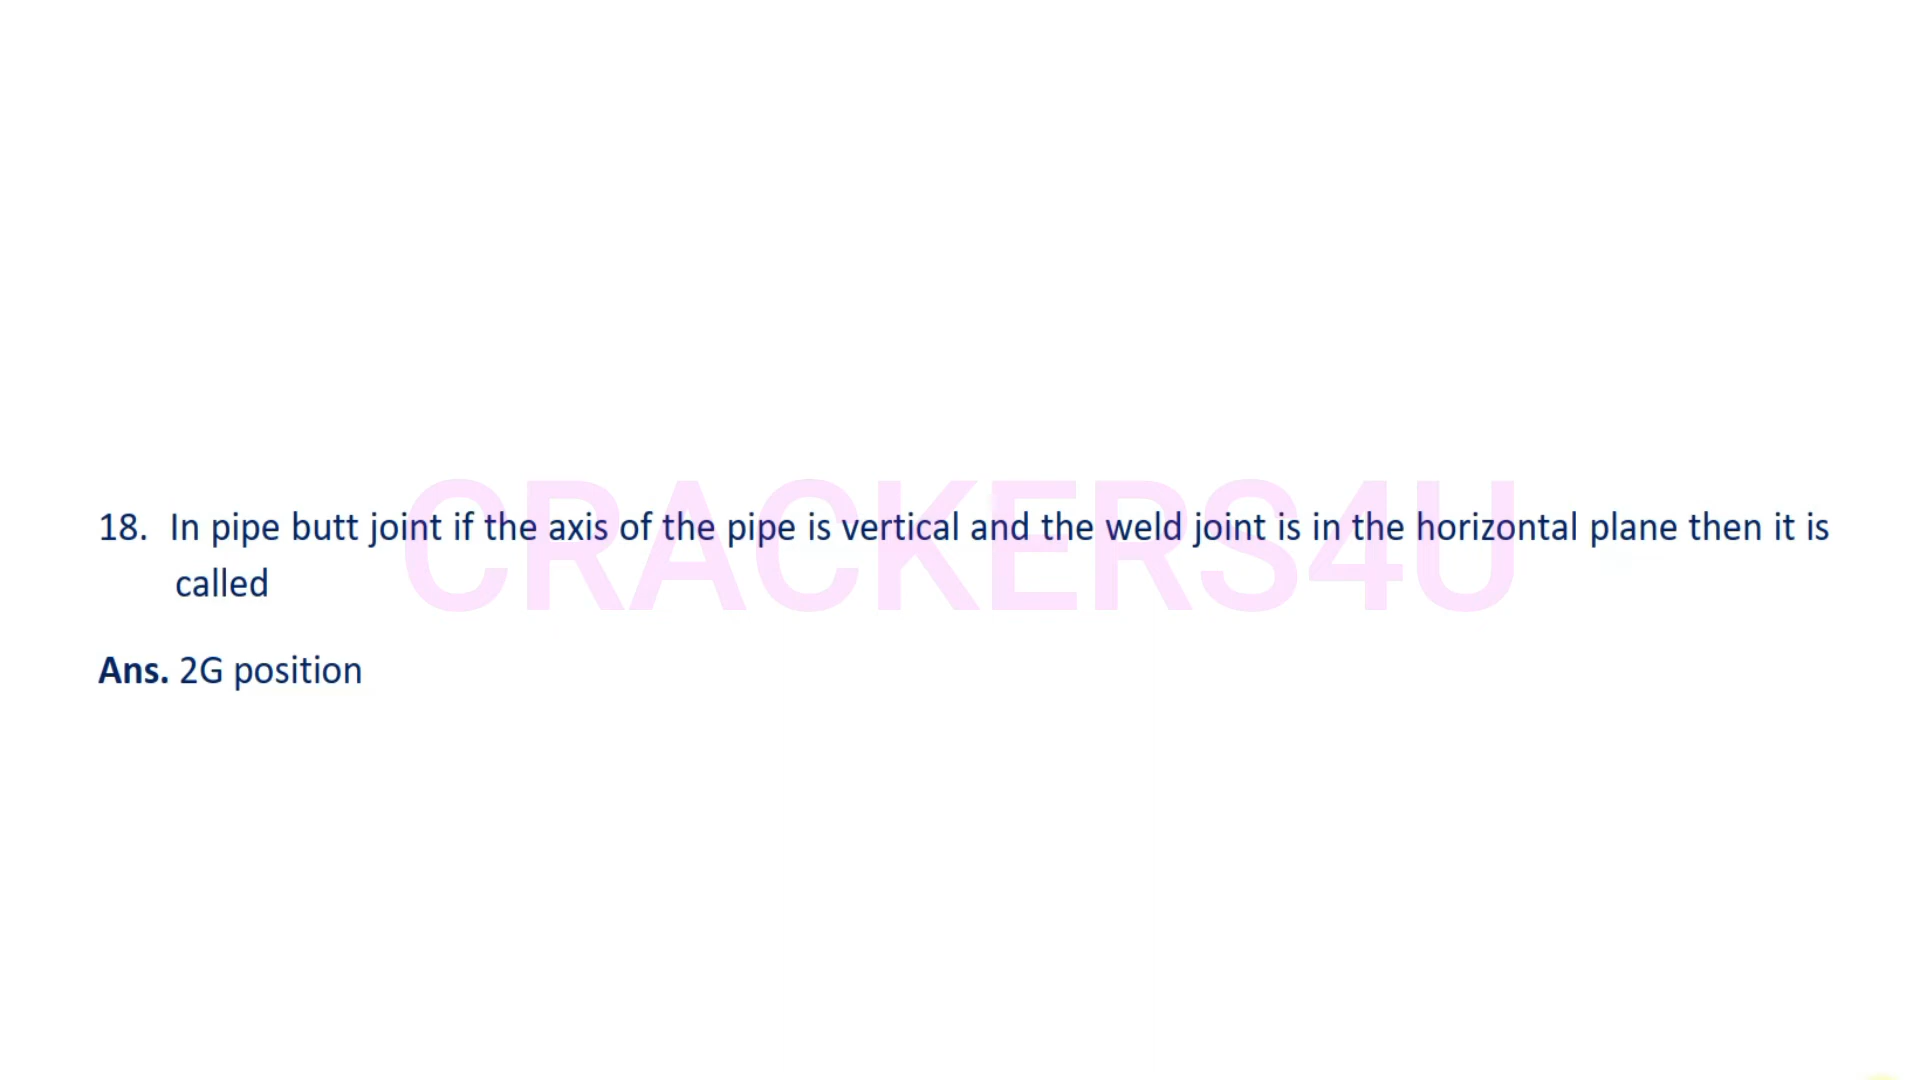 18. In pipe butt joint if the axis of the pipe is vertical and the weld joint is in the horizontal plane then it is
called
CRACKERS4U
Ans. 2G position